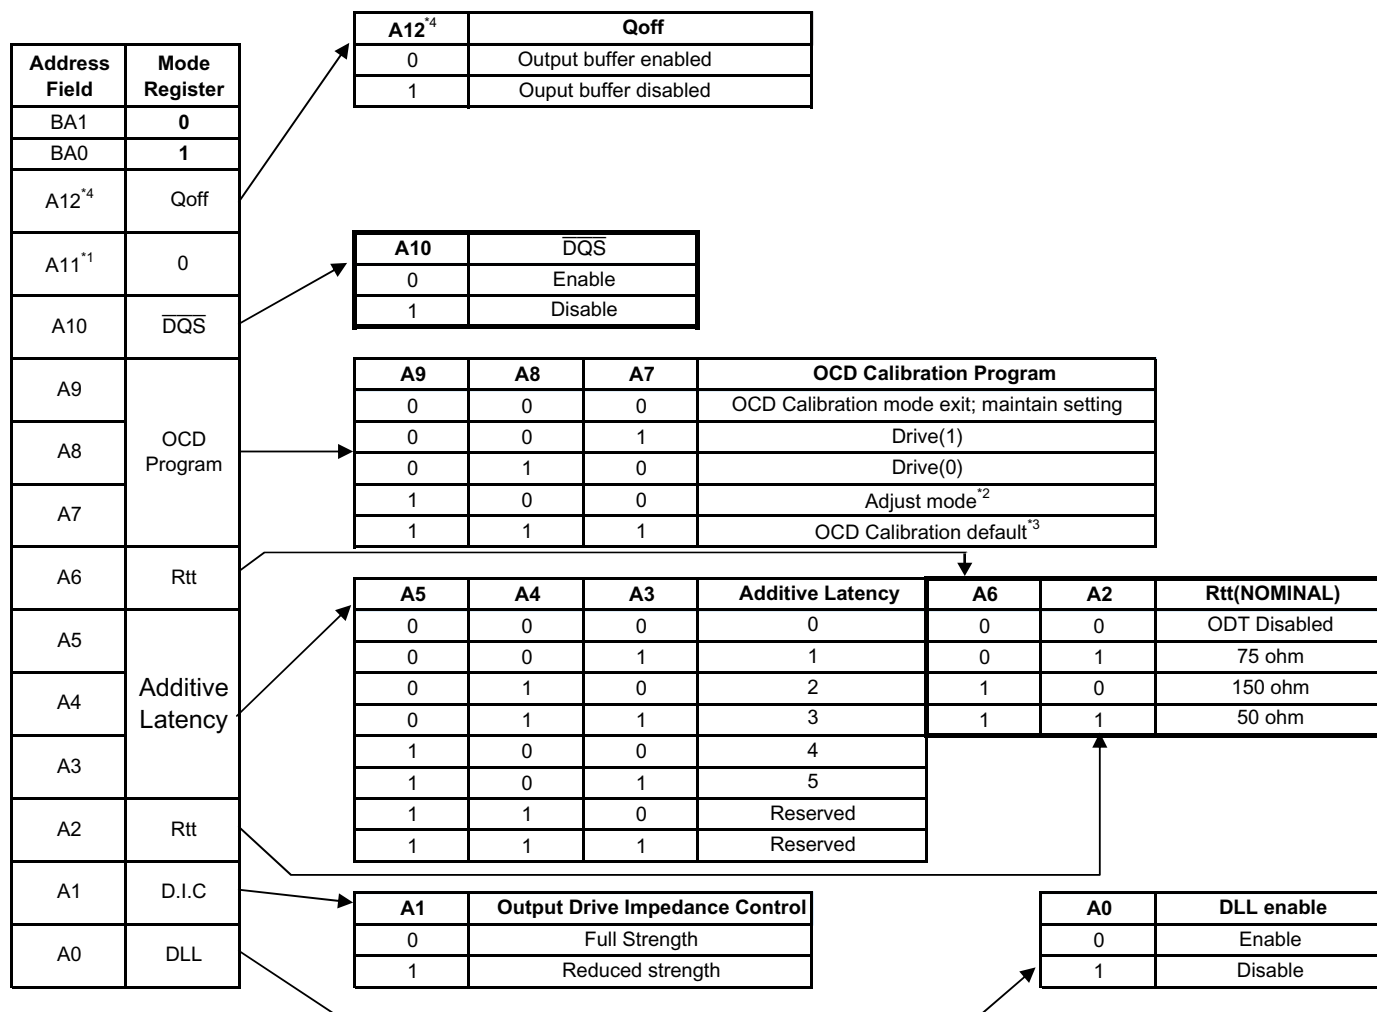 Address Field | Mode Register
BA1 | 0
BA0 | 1
A12*4 | Qoff
A11*1 | 0
A10 | D̅Q̅S̅
A9
A8 | OCD Program
A7
A6 | Rtt
A5
A4 | Additive Latency
A3
A2 | Rtt
A1 | D.I.C
A0 | DLL
A12*4 | Qoff
0 | Output buffer enabled
1 | Ouput buffer disabled
A10 | D̅Q̅S̅
0 | Enable
1 | Disable
A9 | A8 | A7 | OCD Calibration Program
0 | 0 | 0 | OCD Calibration mode exit; maintain setting
0 | 0 | 1 | Drive(1)
0 | 1 | 0 | Drive(0)
1 | 0 | 0 | Adjust mode*2
1 | 1 | 1 | OCD Calibration default*3
A5 | A4 | A3 | Additive Latency
0 | 0 | 0 | 0
0 | 0 | 1 | 1
0 | 1 | 0 | 2
0 | 1 | 1 | 3
1 | 0 | 0 | 4
1 | 0 | 1 | 5
1 | 1 | 0 | Reserved
1 | 1 | 1 | Reserved
A6 | A2 | Rtt(NOMINAL)
0 | 0 | ODT Disabled
0 | 1 | 75 ohm
1 | 0 | 150 ohm
1 | 1 | 50 ohm
A1 | Output Drive Impedance Control
0 | Full Strength
1 | Reduced strength
A0 | DLL enable
0 | Enable
1 | Disable